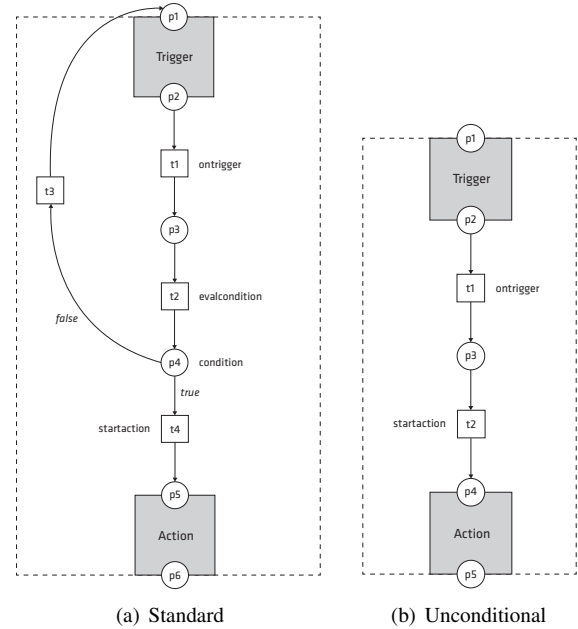 p1
Trigger
p2
t1 ontrigger
t3
p3
t2 evalcondition
false
p4 condition
true
startaction t4
p5
Action
p6
(a) Standard
p1
Trigger
p2
t1 ontrigger
p3
startaction t2
p4
Action
p5
(b) Unconditional